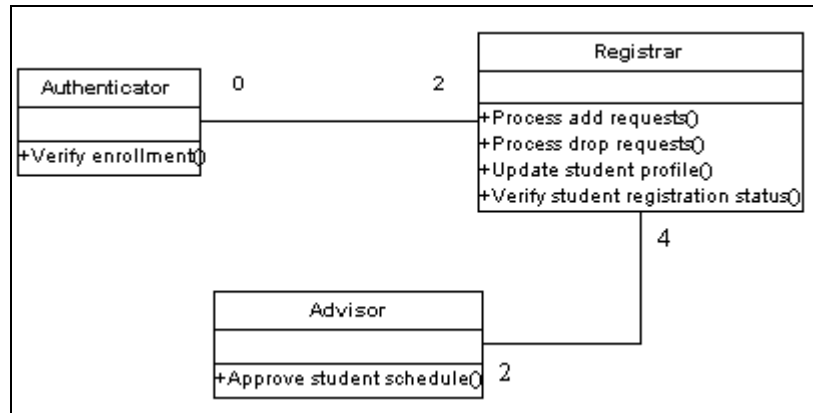 Authenticator
+Verify enrollment()
0
2
Registrar
+Process add requests()
+Process drop requests()
+Update student profile()
+Verify student registration status()
4
Advisor
+Approve student schedule()
2